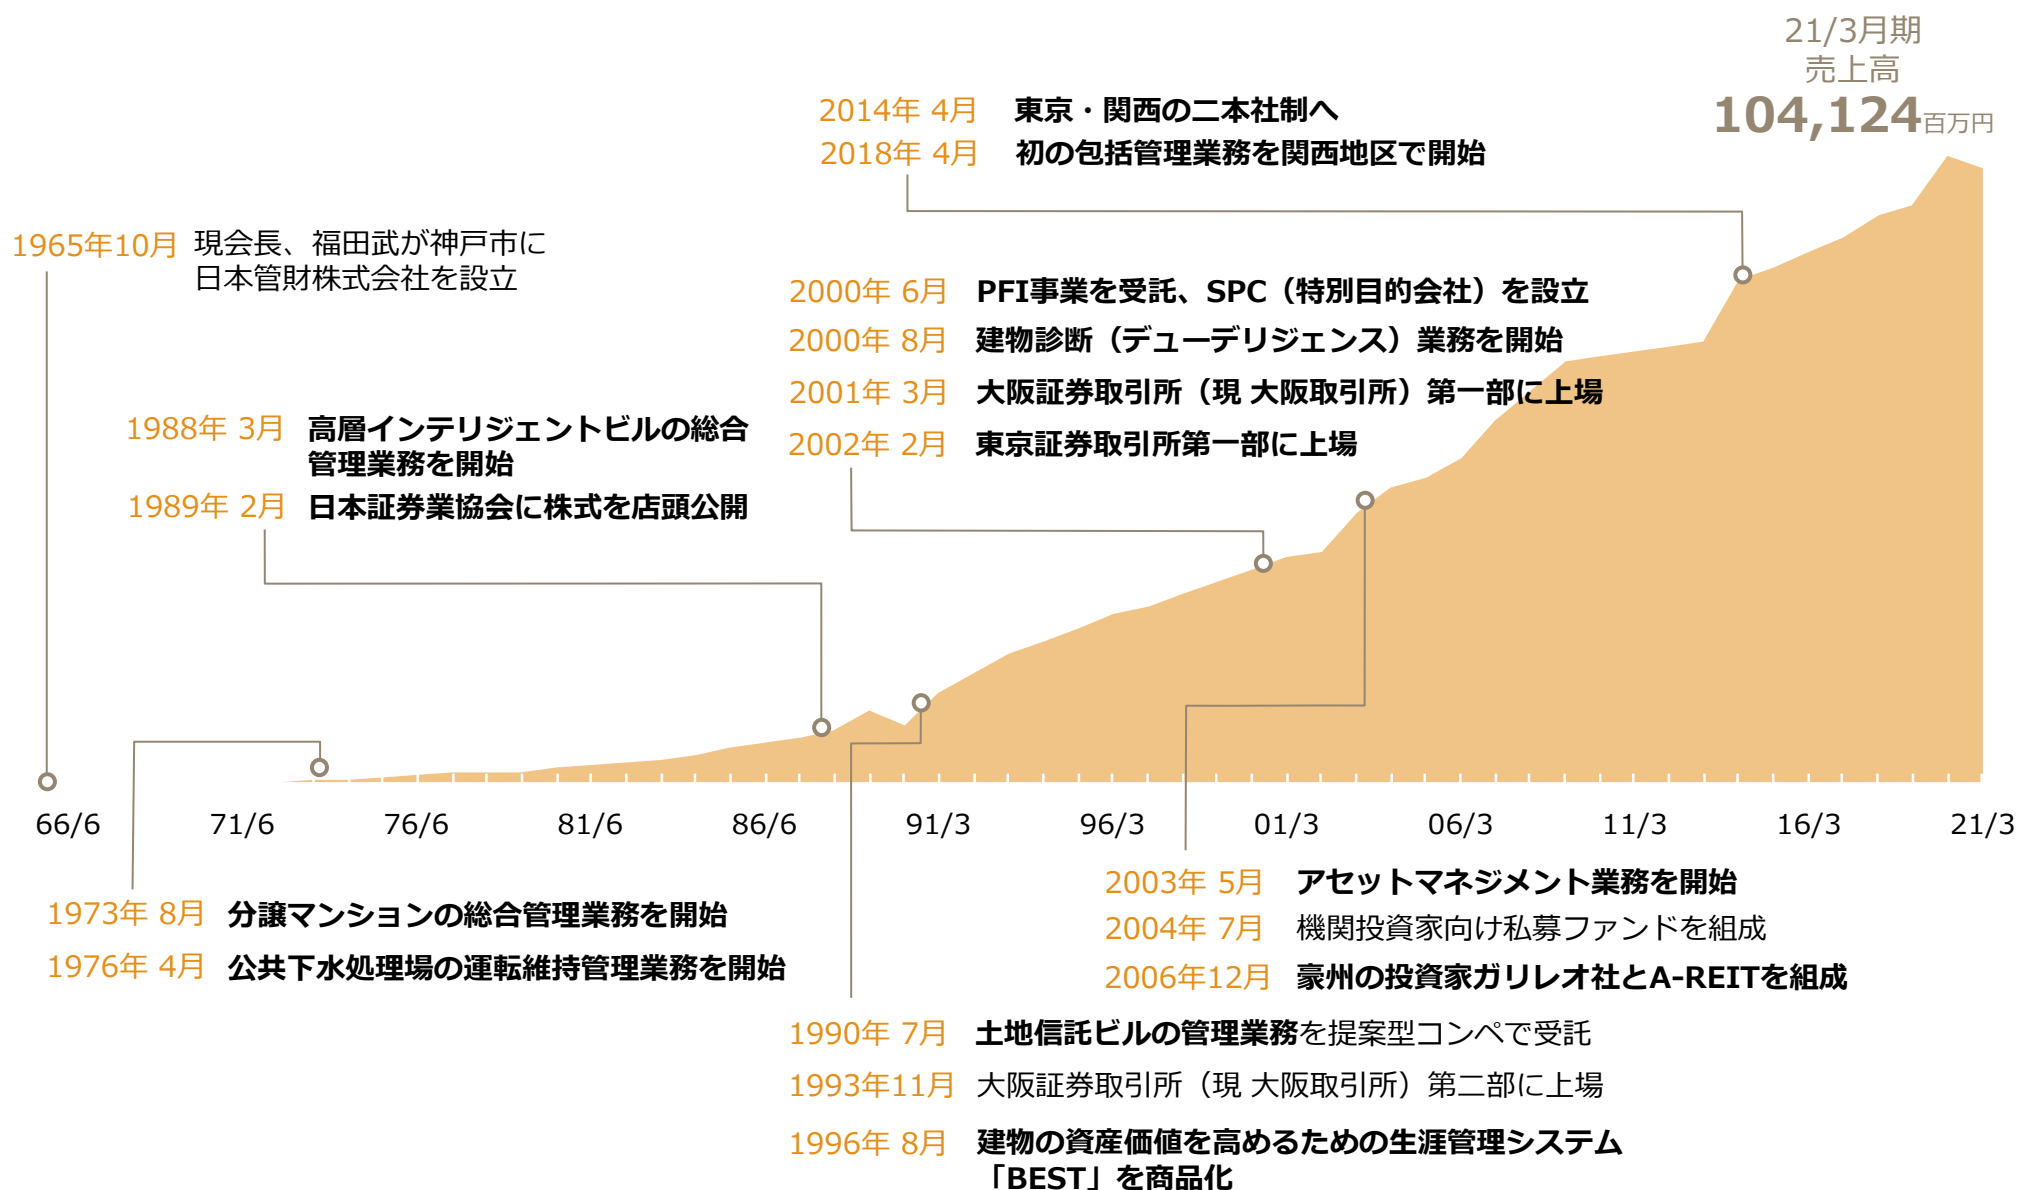 21/3月期
売上高
104,124百万円
2014年 4月 東京・関西の二本社制へ
2018年 4月 初の包括管理業務を関西地区で開始
1965年10月 現会長、福田武が神戸市に
日本管財株式会社を設立
2000年 6月 PFI事業を受託、SPC（特別目的会社）を設立
2000年 8月 建物診断（デューデリジェンス）業務を開始
2001年 3月 大阪証券取引所（現 大阪取引所）第一部に上場
2002年 2月 東京証券取引所第一部に上場
1988年 3月 高層インテリジェントビルの総合
管理業務を開始
1989年 2月 日本証券業協会に株式を店頭公開
66/6 71/6 76/6 81/6 86/6 91/3 96/3 01/3 06/3 11/3 16/3 21/3
1973年 8月 分譲マンションの総合管理業務を開始
1976年 4月 公共下水処理場の運転維持管理業務を開始
2003年 5月 アセットマネジメント業務を開始
2004年 7月 機関投資家向け私募ファンドを組成
2006年12月 豪州の投資家ガリレオ社とA-REITを組成
1990年 7月 土地信託ビルの管理業務を提案型コンペで受託
1993年11月 大阪証券取引所（現 大阪取引所）第二部に上場
1996年 8月 建物の資産価値を高めるための生涯管理システム
「BEST」を商品化